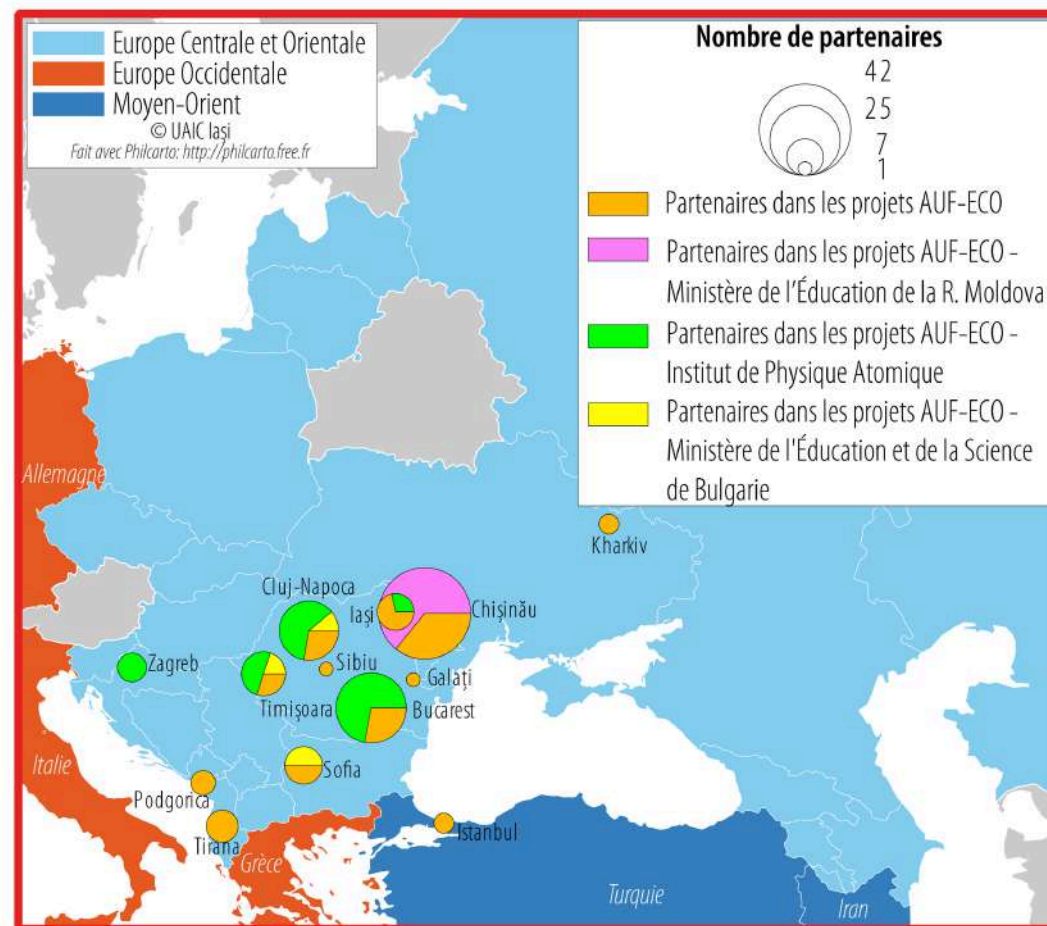 Europe Centrale et Orientale
Europe Occidentale
Moyen-Orient
© UAIC Iași
Fait avec Philcarto: http://philcarto.free.fr
Nombre de partenaires
42
25
7
1
Partenaires dans les projets AUF-ECO
Partenaires dans les projets AUF-ECO -
Ministère de l'Éducation de la R. Moldova
Partenaires dans les projets AUF-ECO -
Institut de Physique Atomique
Partenaires dans les projets AUF-ECO -
Ministère de l'Éducation et de la Science
de Bulgarie
Allemagne
Kharkiv
Cluj-Napoca
Iași
Chișinău
Zagreb
Sibiu
Galați
Timișoara
Bucarest
Italie
Sofia
Podgorica
Tirana
Istanbul
Grèce
Turquie
Iran